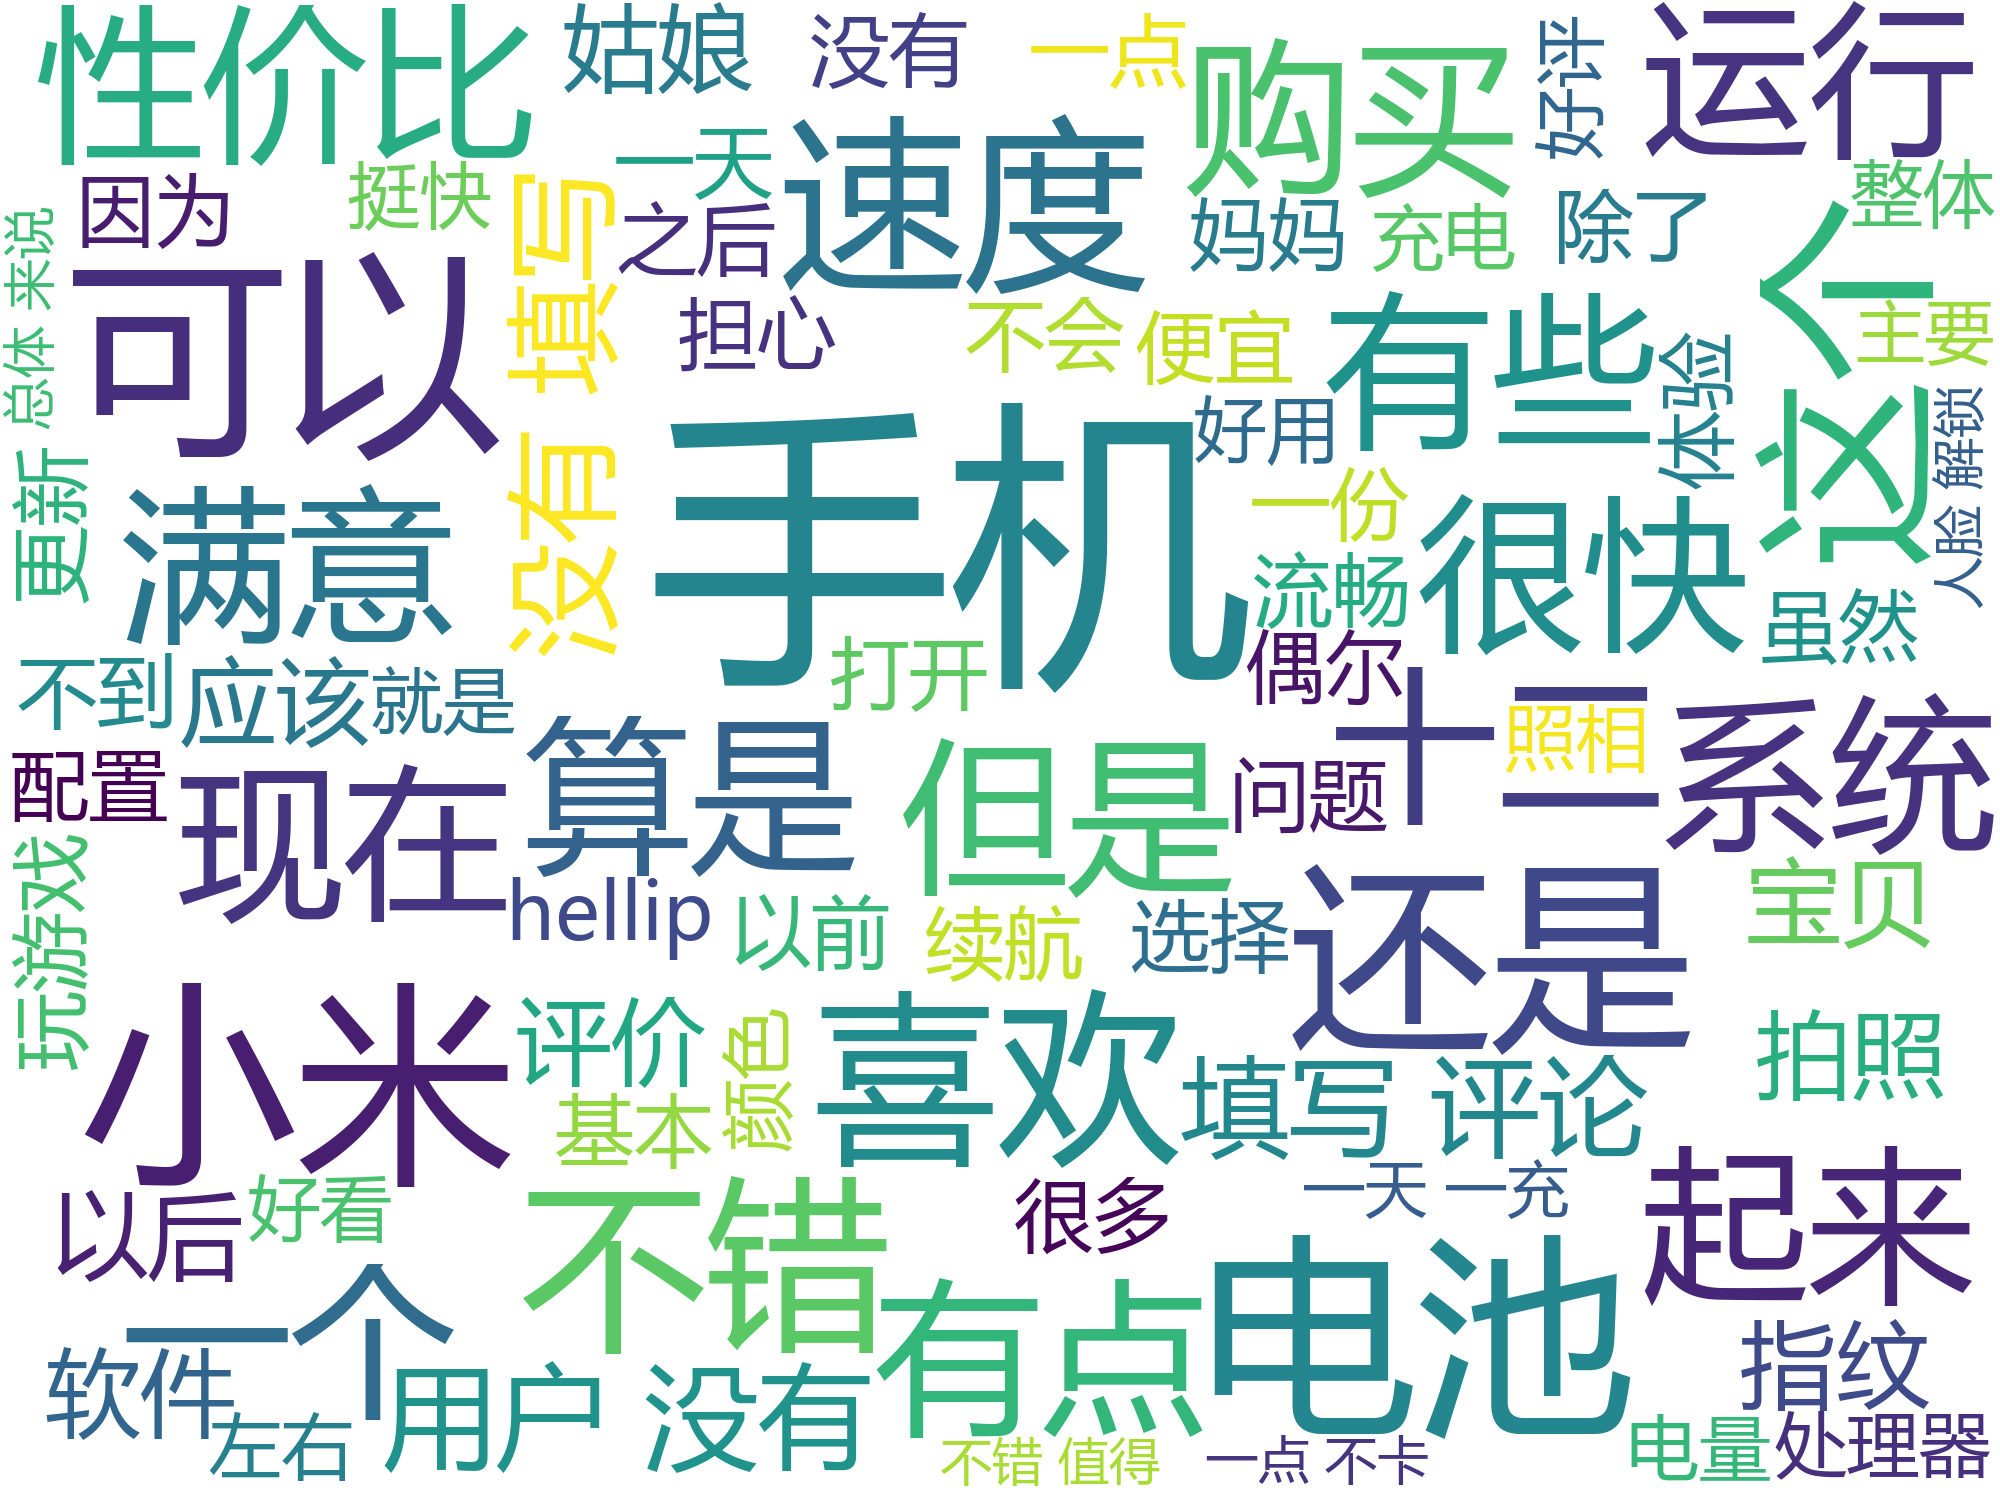 性价比
姑娘
没有
一点
购买
好评
运行
因为
挺快
没有 填写
一天
之后
速度
妈妈
充电
除了
整体
总体 来说
可以
担心
不会
便宜
有些
体验
这个
主要
更新
满意
手机
好用
一份
很快
人脸 解锁
流畅
虽然
不到
应该
就是
打开
偶尔
十一
照相
系统
配置
现在
算是
但是
问题
玩游戏
hellip
以前
续航
选择
还是
宝贝
小米
评价
颜色
喜欢
填写 评论
拍照
基本
以后
好看
不错
很多
一天 一充
起来
一个
软件
左右
用户 没有
有点
电池
指纹
不错 值得
一点 不卡
电量
处理器